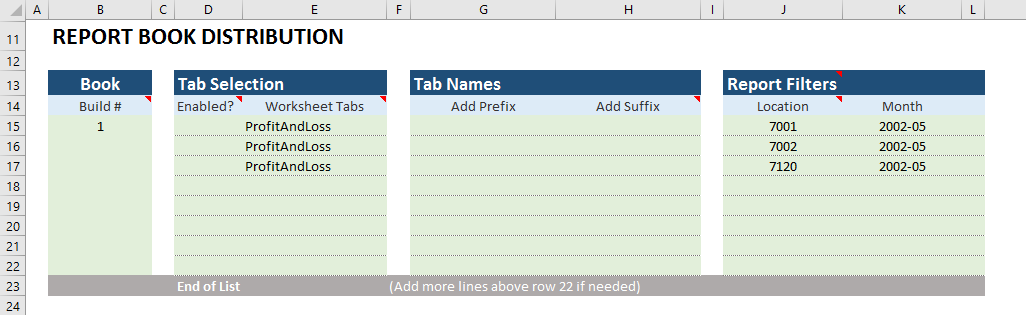 A B C D E F G H I J K L
11 REPORT BOOK DISTRIBUTION
12
13 Book Tab Selection Tab Names Report Filters
14 Build # Enabled? Worksheet Tabs Add Prefix Add Suffix Location Month
15 1 ProfitAndLoss 7001 2002-05
16 ProfitAndLoss 7002 2002-05
17 ProfitAndLoss 7120 2002-05
18
19
20
21
22
23 End of List (Add more lines above row 22 if needed)
24